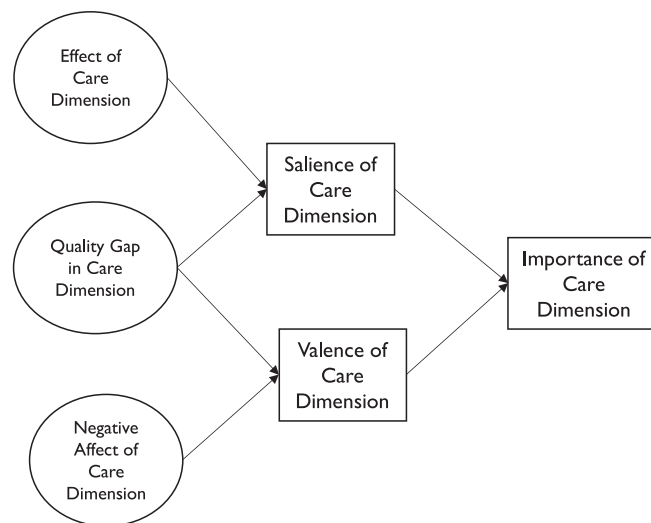 Effect of
Care
Dimension
Salience of
Care
Dimension
Quality Gap
in Care
Dimension
Importance of
Care
Dimension
Valence of
Care
Dimension
Negative
Affect of
Care
Dimension